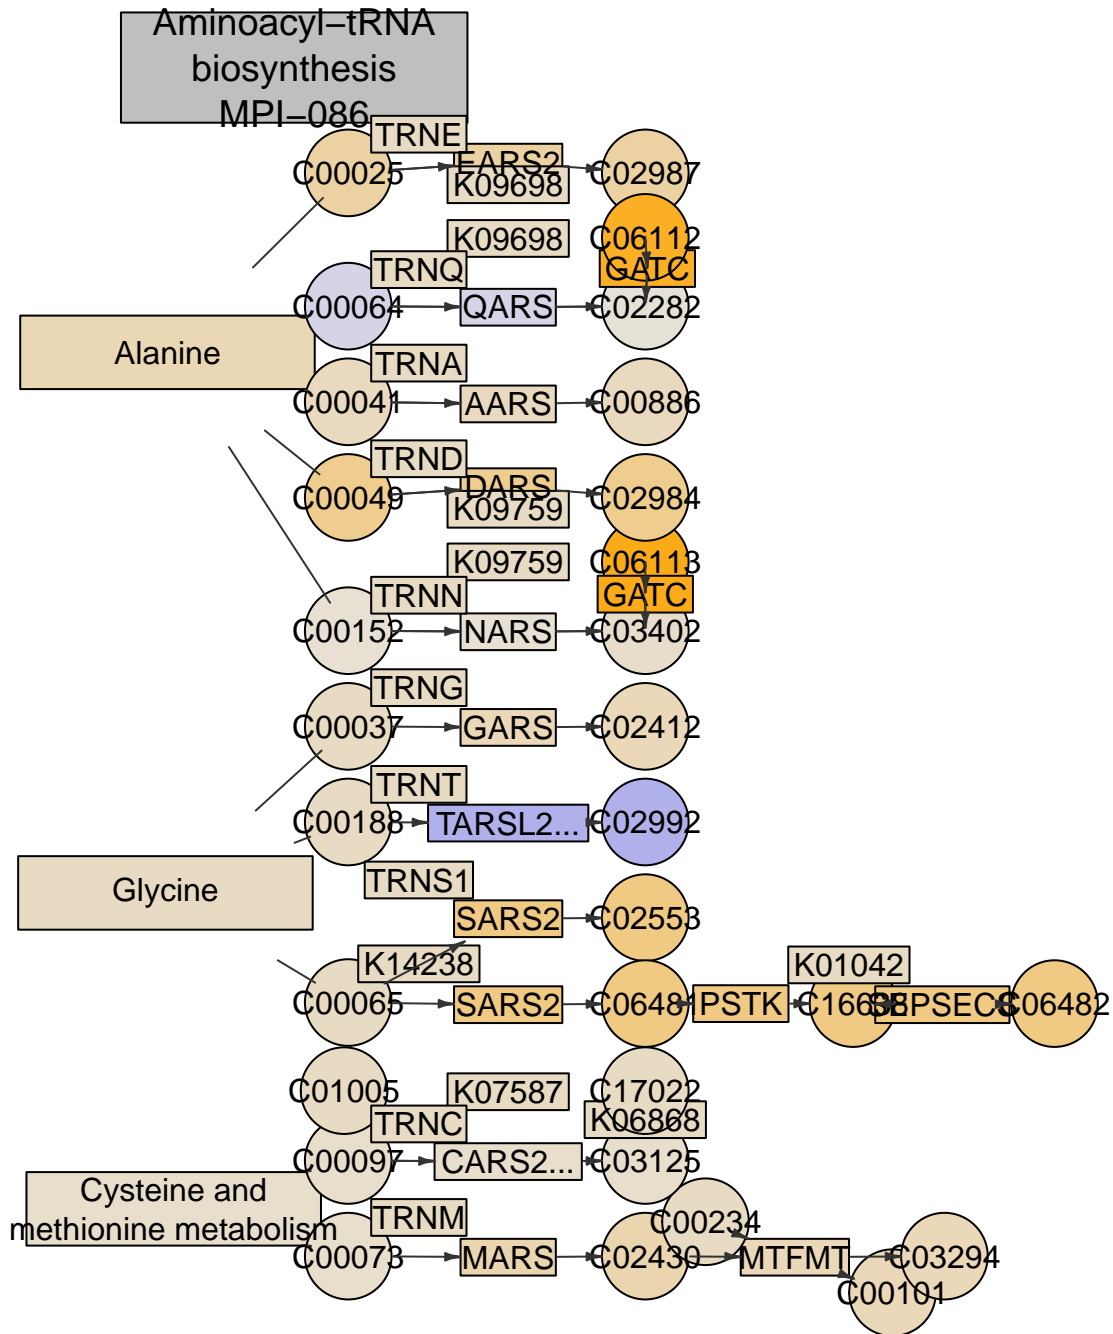 Aminoacyl−tRNA
biosynthesis
MPI−086
TRNE
C00025
EARS2
C02987
K09698
K09698
C06112
TRNQ
GATC
C00064
QARS
C02282
Alanine
TRNA
C00041
AARS
C00886
TRND
C00049
DARS
C02984
K09759
K09759
C06113
TRNN
GATC
C00152
NARS
C03402
TRNG
C00037
GARS
C02412
TRNT
C00188
TARSL2...
C02992
Glycine
TRNS1
SARS2
C02553
K14238
K01042
C00065
SARS2
C06481
PSTK
C16638
SEPSECS
C06482
C01005
K07587
C17022
TRNC
K06868
C00097
CARS2...
C03125
Cysteine and
methionine metabolism
TRNM
C00234
C00073
MARS
C02430
MTFMT
C03294
C00101